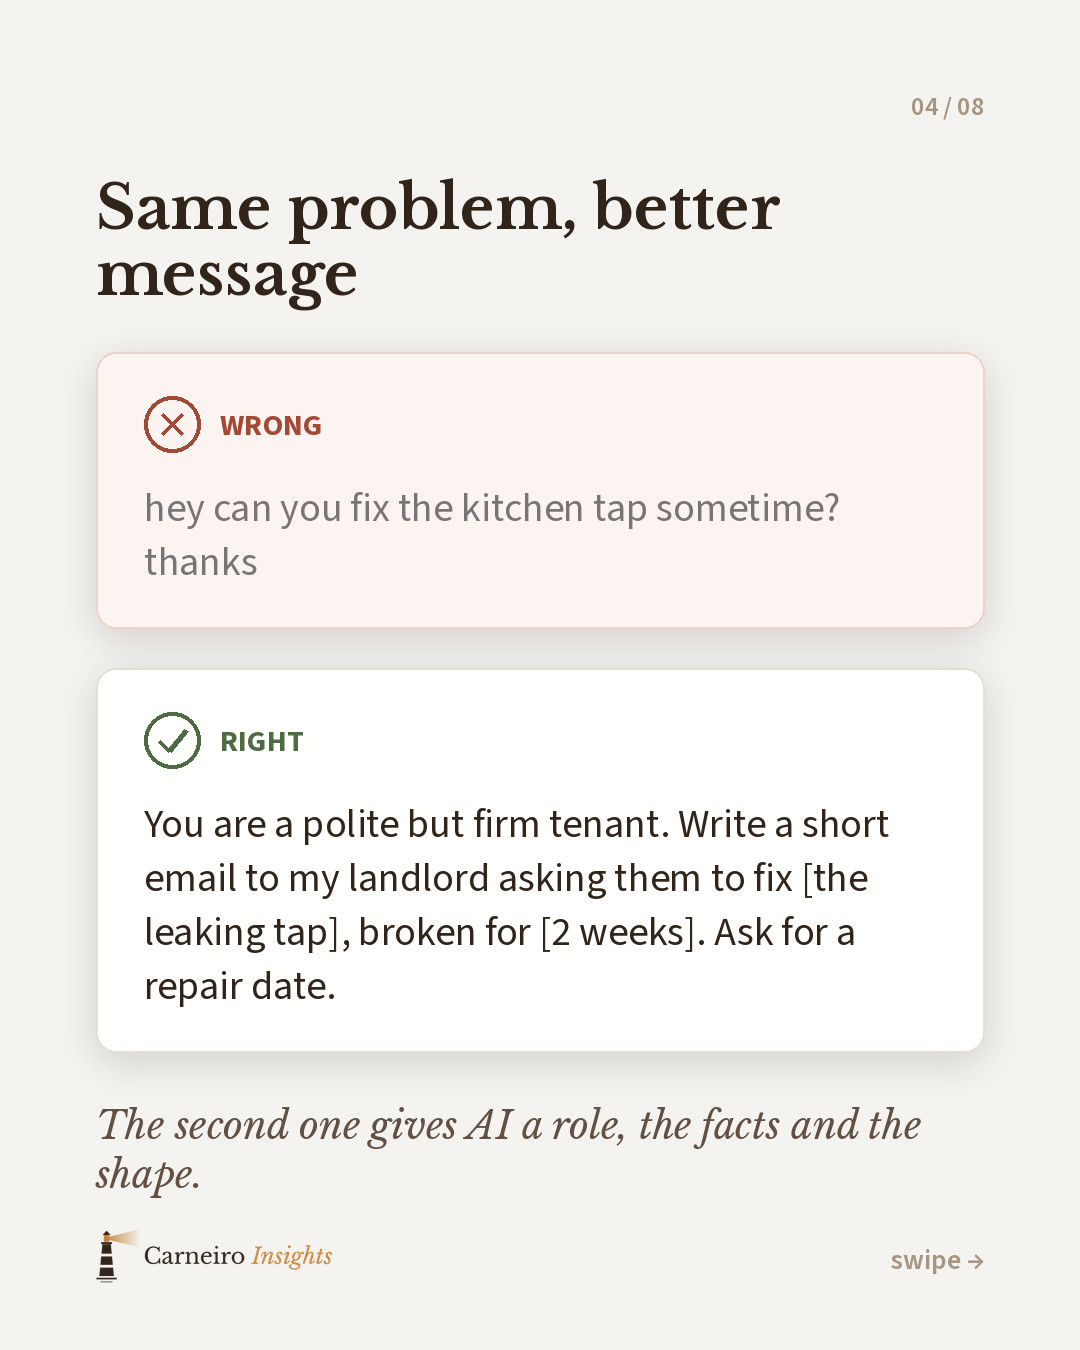 04 / 08
Same problem, better
message
WRONG
hey can you fix the kitchen tap sometime?
thanks
RIGHT
You are a polite but firm tenant. Write a short
email to my landlord asking them to fix [the
leaking tap], broken for [2 weeks]. Ask for a
repair date.
The second one gives AI a role, the facts and the
shape.
Carneiro Insights
swipe →